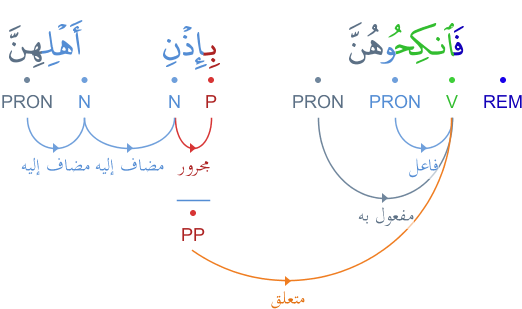 فَٱنكِحُوهُنَّ بِإِذْنِ أَهْلِهِنَّ
REM V PRON PRON P N N PRON
فاعل مجرور مضاف إليه مضاف إليه
مفعول به
PP
متعلق